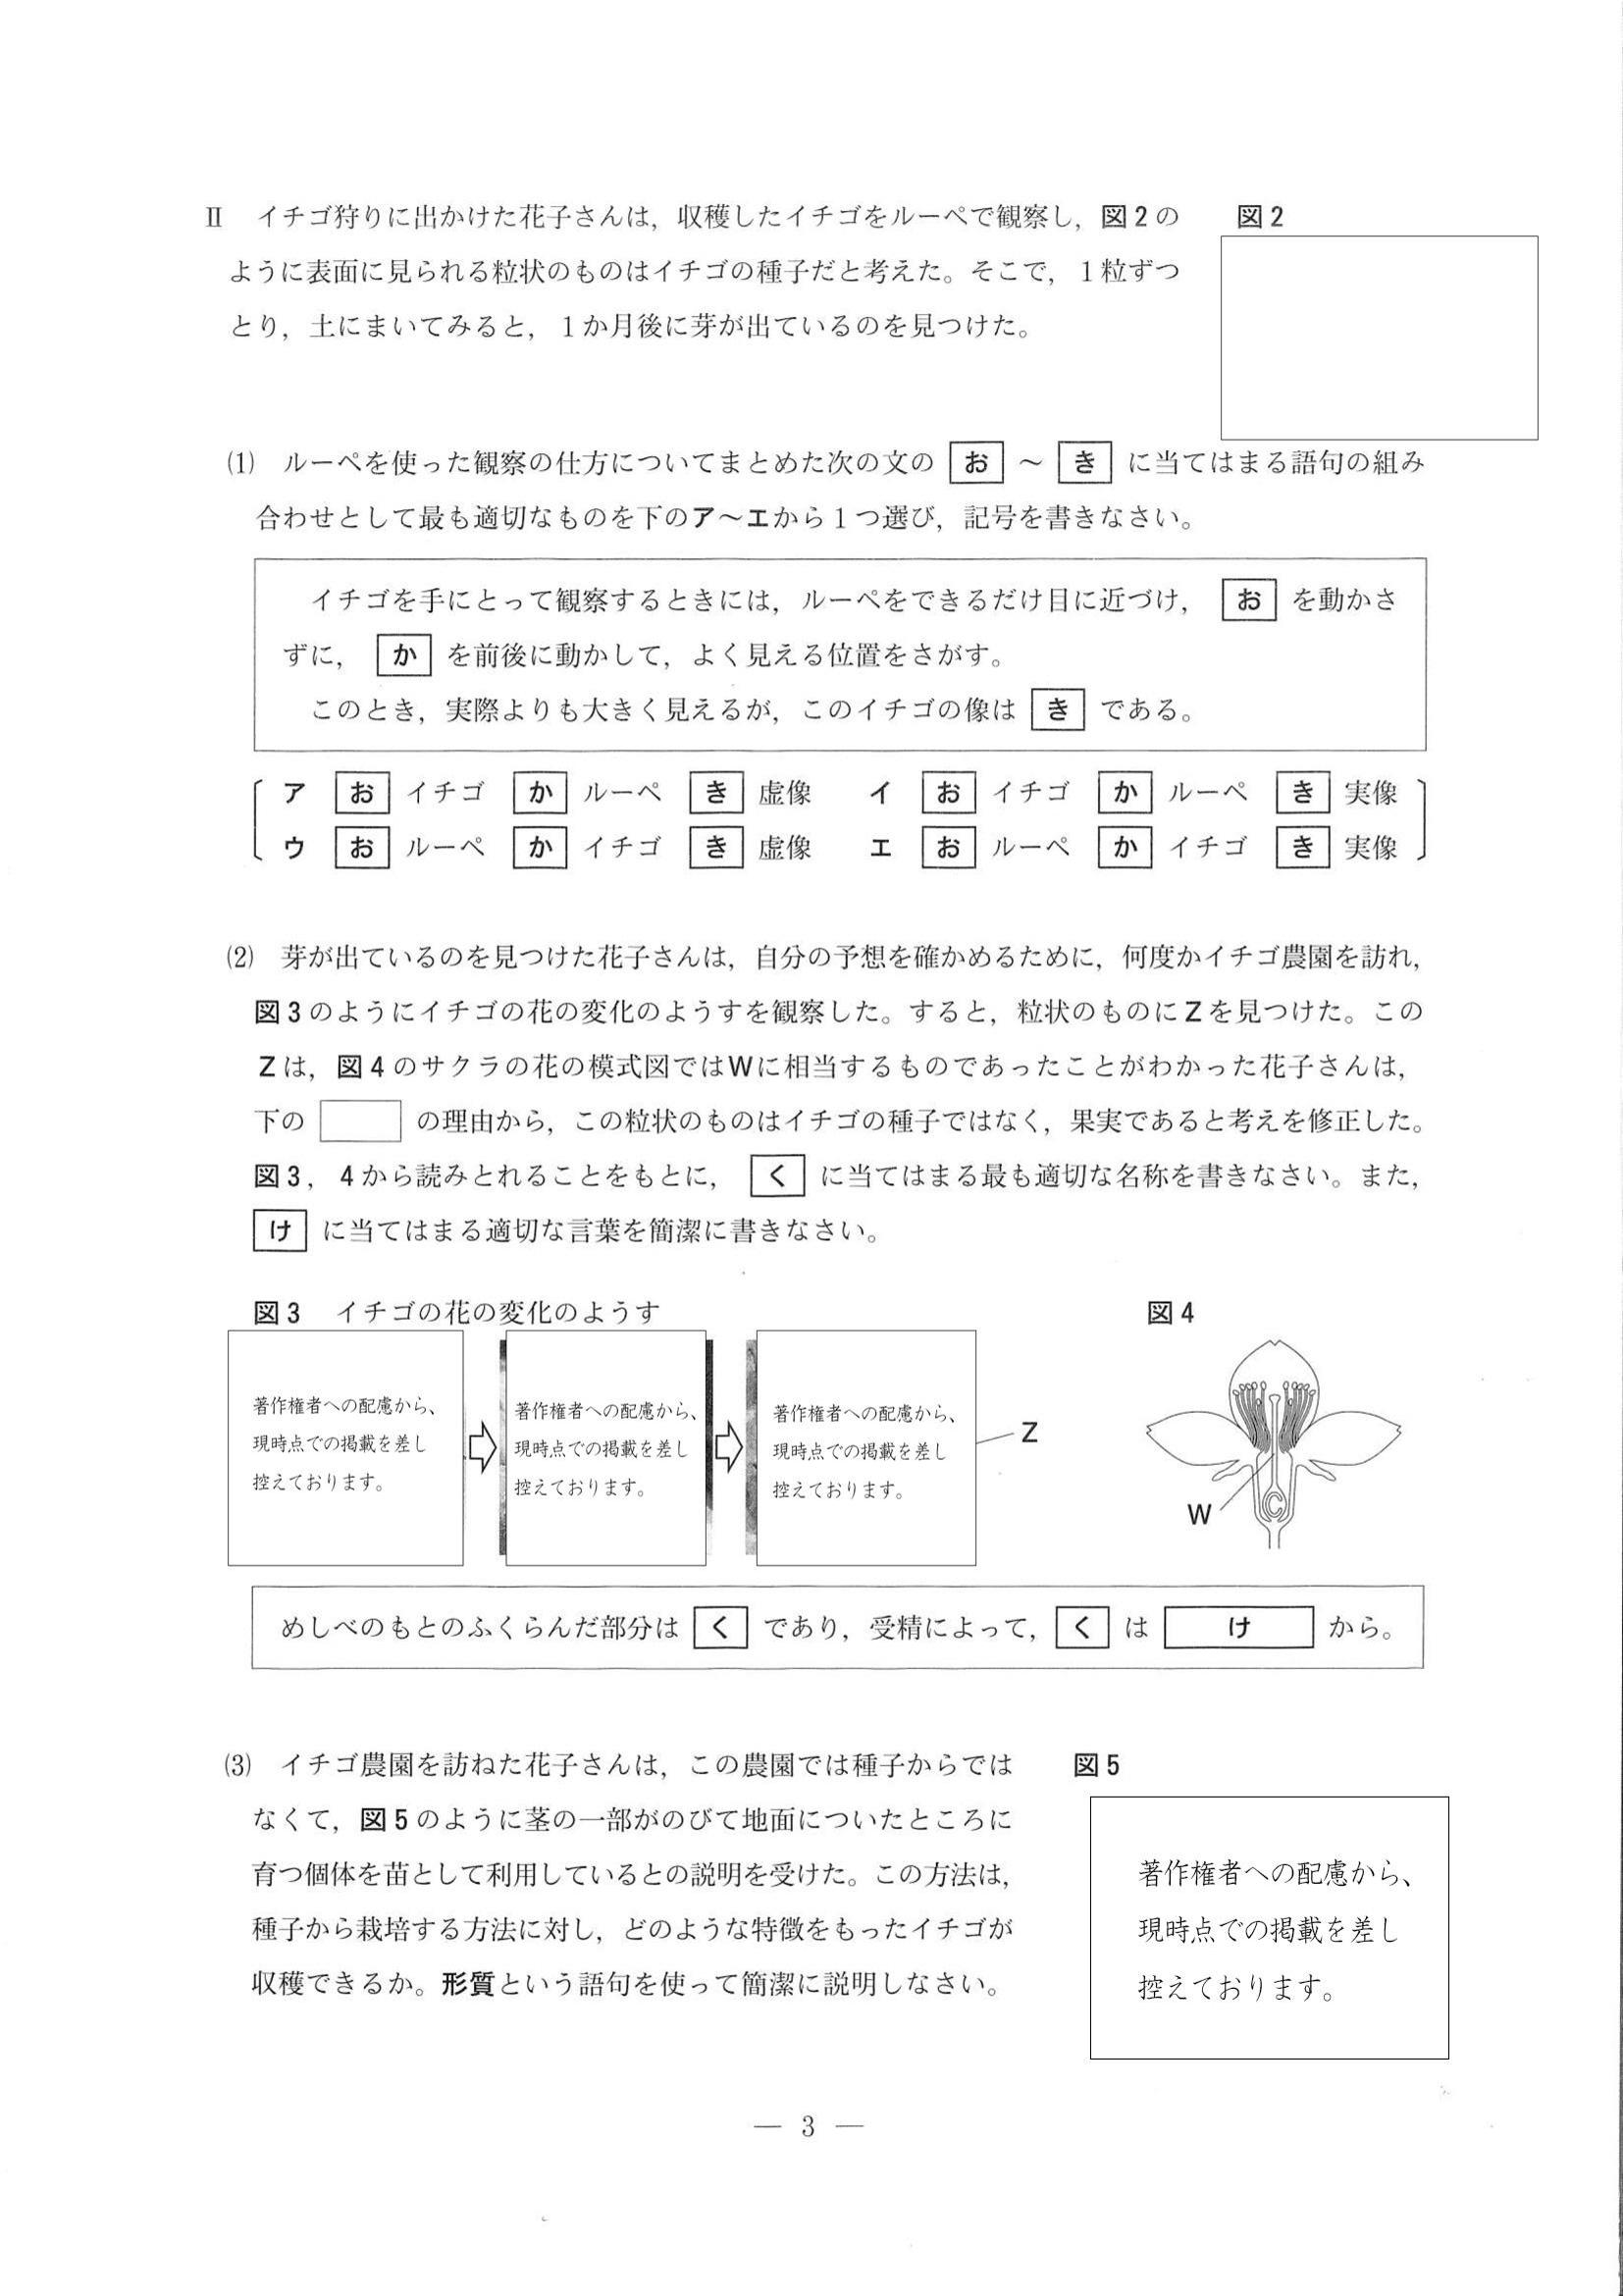 Ⅱ　イチゴ狩りに出かけた花子さんは，収穫したイチゴをルーペで観察し，図2の
ように表面に見られる粒状のものはイチゴの種子だと考えた。そこで，1粒ずつ
とり，土にまいてみると，1か月後に芽が出ているのを見つけた。
図2
⑴　ルーペを使った観察の仕方についてまとめた次の文の お ～ き に当てはまる語句の組み
合わせとして最も適切なものを下のア～エから1つ選び，記号を書きなさい。
イチゴを手にとって観察するときには，ルーペをできるだけ目に近づけ， お を動かさ
ずに， か を前後に動かして，よく見える位置をさがす。
このとき，実際よりも大きく見えるが，このイチゴの像は き である。
ア お イチゴ か ルーペ き 虚像　イ お イチゴ か ルーペ き 実像
ウ お ルーペ か イチゴ き 虚像　エ お ルーペ か イチゴ き 実像
⑵　芽が出ているのを見つけた花子さんは，自分の予想を確かめるために，何度かイチゴ農園を訪れ，
図3のようにイチゴの花の変化のようすを観察した。すると，粒状のものにZを見つけた。この
Zは，図4のサクラの花の模式図ではWに相当するものであったことがわかった花子さんは，
下の　　の理由から，この粒状のものはイチゴの種子ではなく，果実であると考えを修正した。
図3，4から読みとれることをもとに， く に当てはまる最も適切な名称を書きなさい。また，
け に当てはまる適切な言葉を簡潔に書きなさい。
図3　イチゴの花の変化のようす
著作権者への配慮から、
現時点での掲載を差し
控えております。
著作権者への配慮から、
現時点での掲載を差し
控えております。
著作権者への配慮から、
現時点での掲載を差し
控えております。
Z
図4
W
めしべのもとのふくらんだ部分は く であり，受精によって， く は け から。
⑶　イチゴ農園を訪ねた花子さんは，この農園では種子からでは
なくて，図5のように茎の一部がのびて地面についたところに
育つ個体を苗として利用しているとの説明を受けた。この方法は，
種子から栽培する方法に対し，どのような特徴をもったイチゴが
収穫できるか。形質という語句を使って簡潔に説明しなさい。
図5
著作権者への配慮から、
現時点での掲載を差し
控えております。
― 3 ―